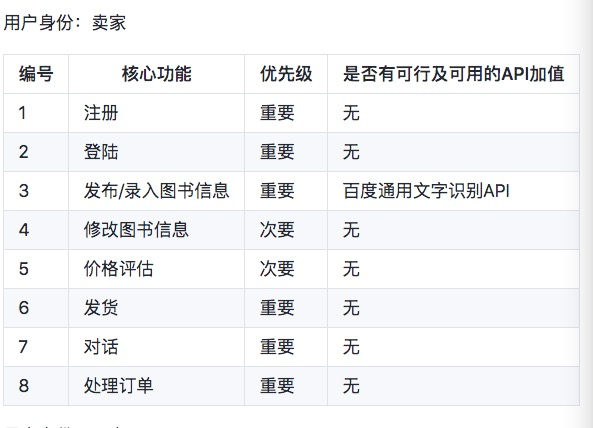 用户身份：卖家
编号 核心功能 优先级 是否有可行及可用的API加值
1 注册 重要 无
2 登陆 重要 无
3 发布/录入图书信息 重要 百度通用文字识别API
4 修改图书信息 次要 无
5 价格评估 次要 无
6 发货 重要 无
7 对话 重要 无
8 处理订单 重要 无